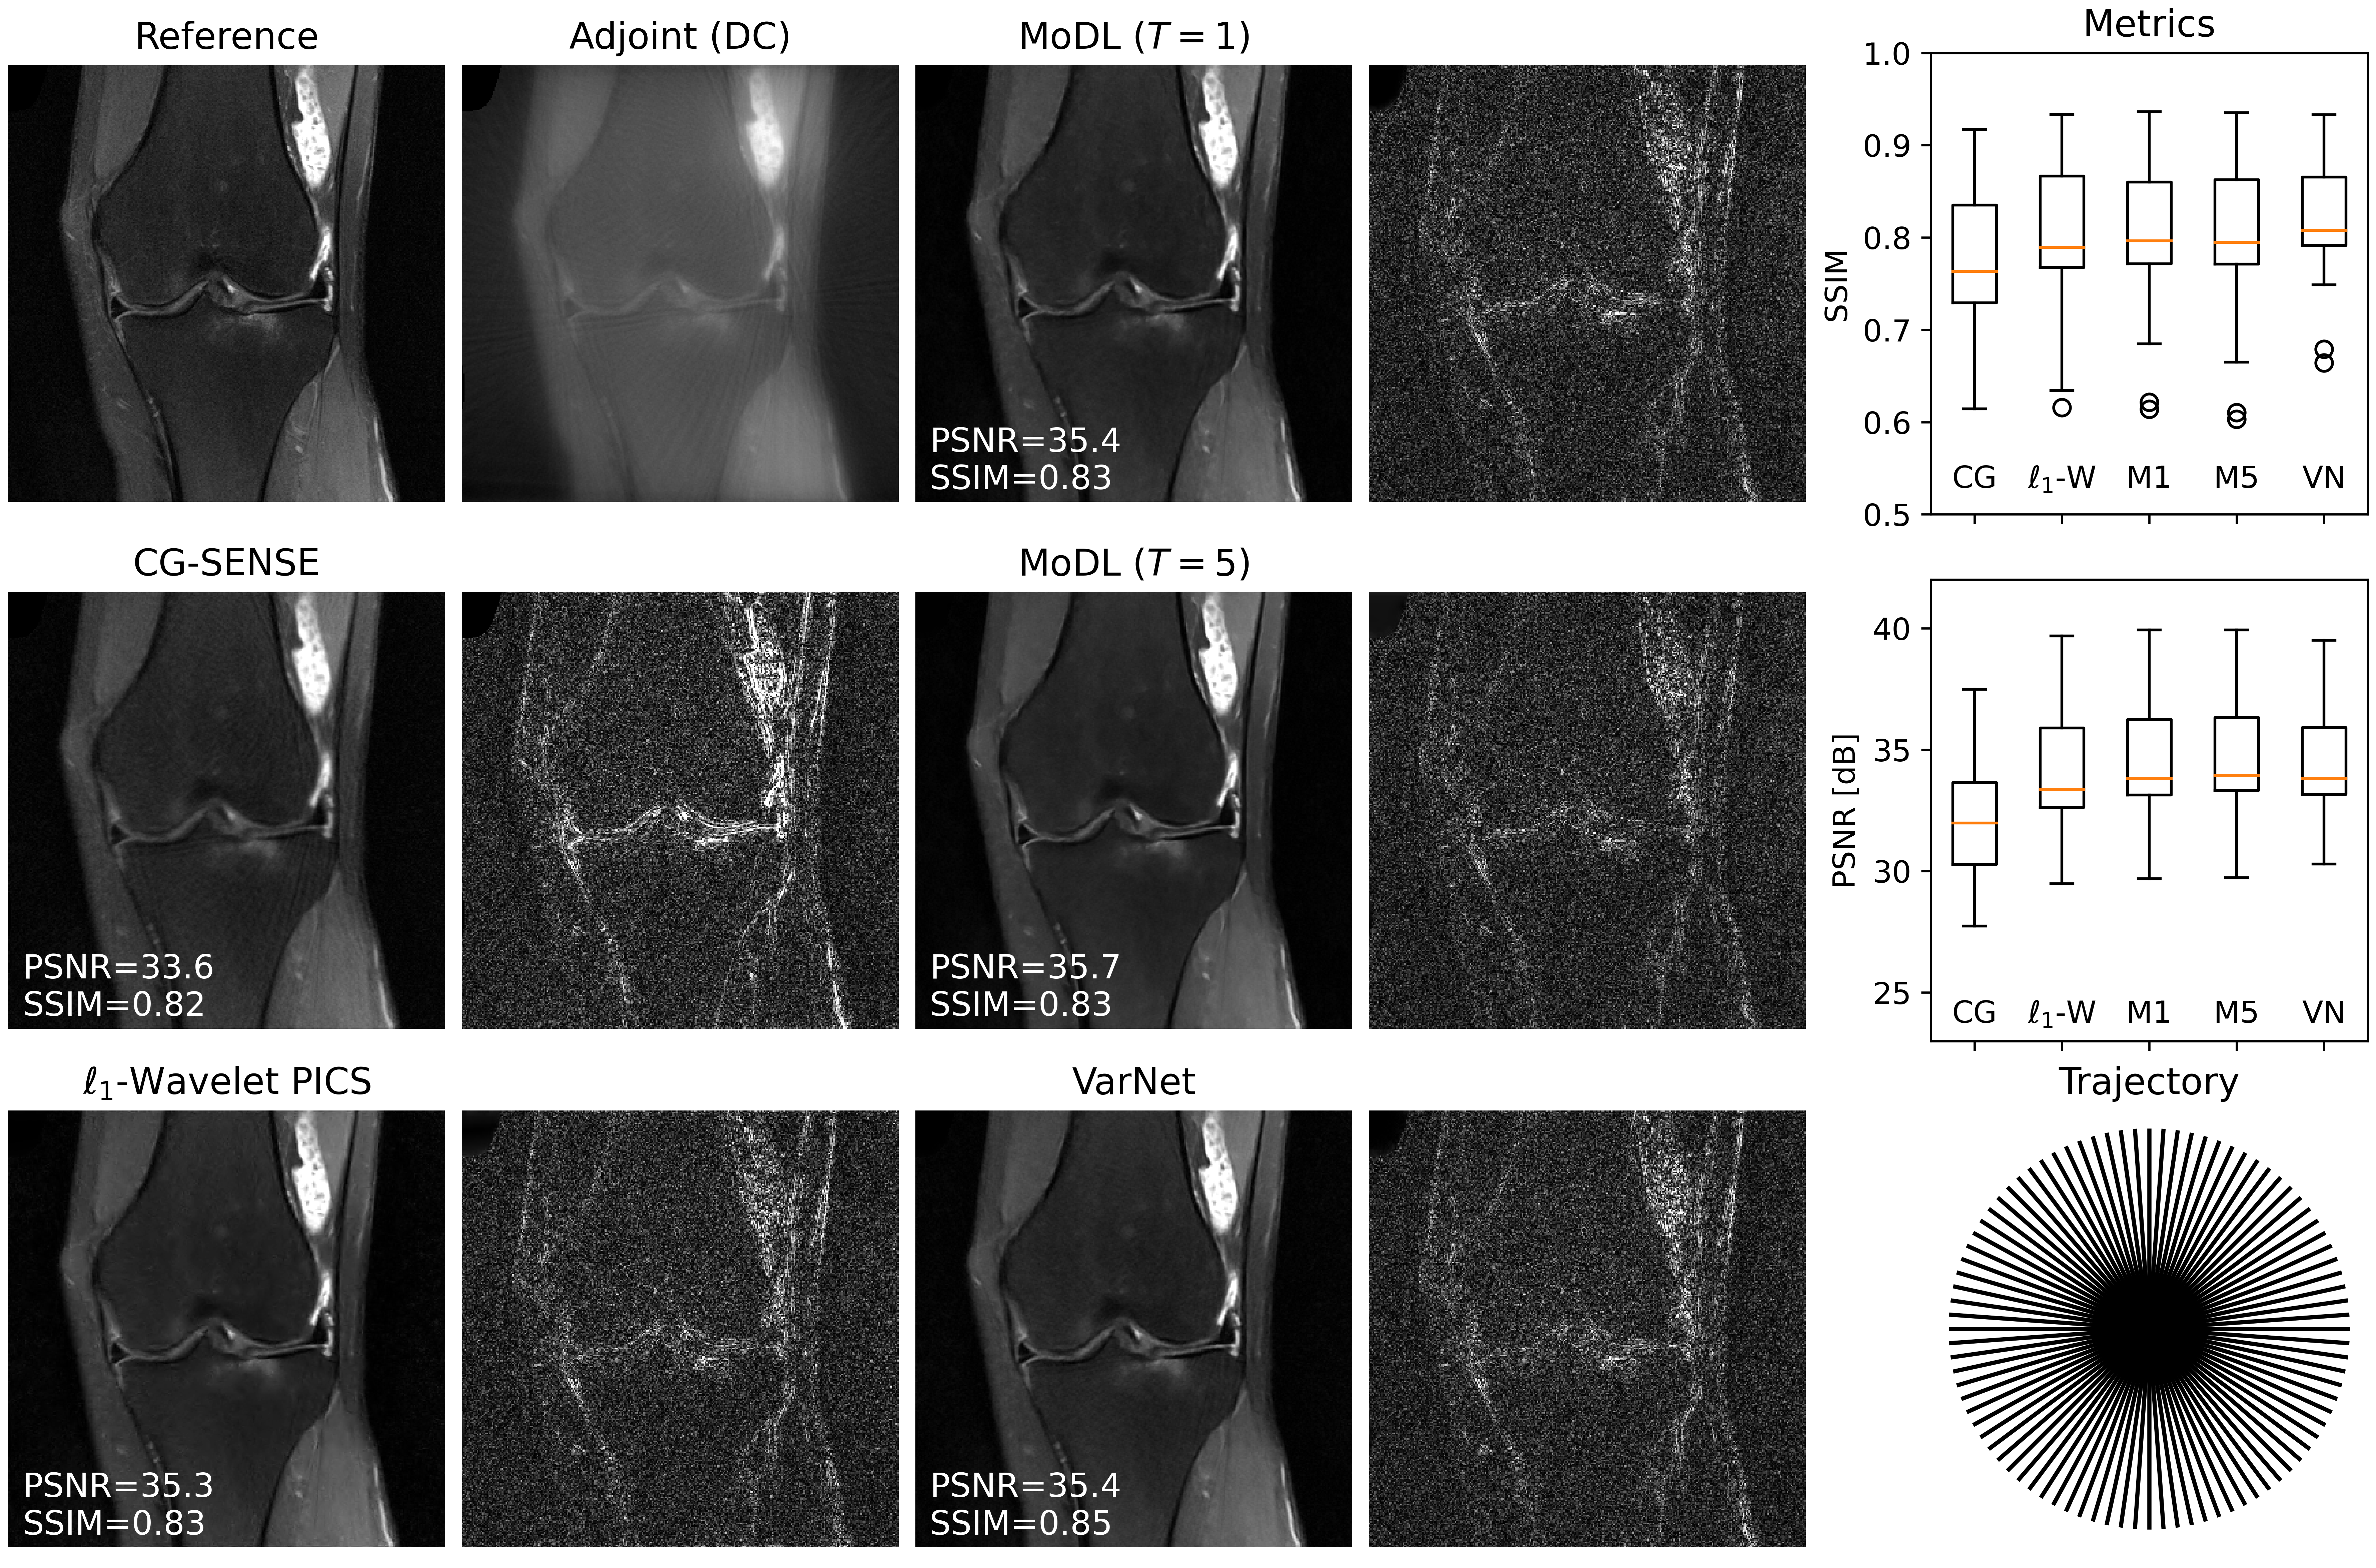 Reference
Adjoint (DC)
MoDL (T = 1)
Metrics
PSNR=35.4
SSIM=0.83
SSIM
1.0
0.9
0.8
0.7
0.6
0.5
CG
ℓ1-W
M1
M5
VN
CG-SENSE
MoDL (T = 5)
PSNR=33.6
SSIM=0.82
PSNR=35.7
SSIM=0.83
PSNR [dB]
40
35
30
25
CG
ℓ1-W
M1
M5
VN
ℓ1-Wavelet PICS
VarNet
Trajectory
PSNR=35.3
SSIM=0.83
PSNR=35.4
SSIM=0.85